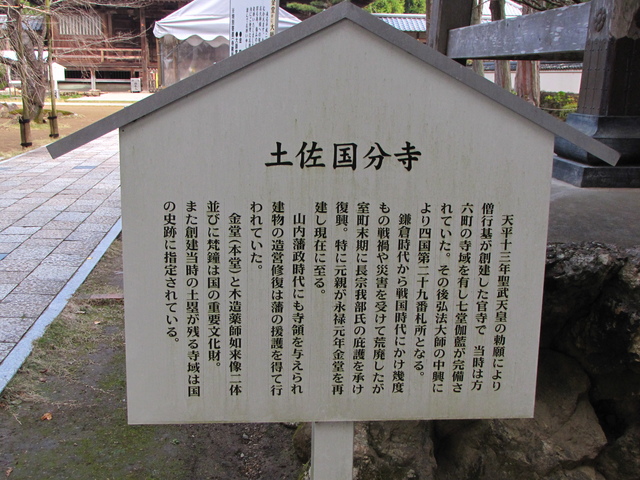 土佐国分寺
天平十三年聖武天皇の勅願により
僧行基が創建した官寺で　当時は方
六町の寺域を有し七堂伽藍が完備さ
れていた。その後弘法大師の中興に
より四国第二十九番札所となる。
鎌倉時代から戦国時代にかけ幾度
もの戦禍や災害を受けて荒廃したが
室町末期に長宗我部氏の庇護を承け
復興。特に元親が永禄元年金堂を再
建し現在に至る。
山内藩政時代にも寺領を与えられ
建物の造営修復は藩の援護を得て行
われていた。
金堂（本堂）と木造薬師如来像二体
並びに梵鐘は国の重要文化財。
また創建当時の土塁が残る寺域は国
の史跡に指定されている。